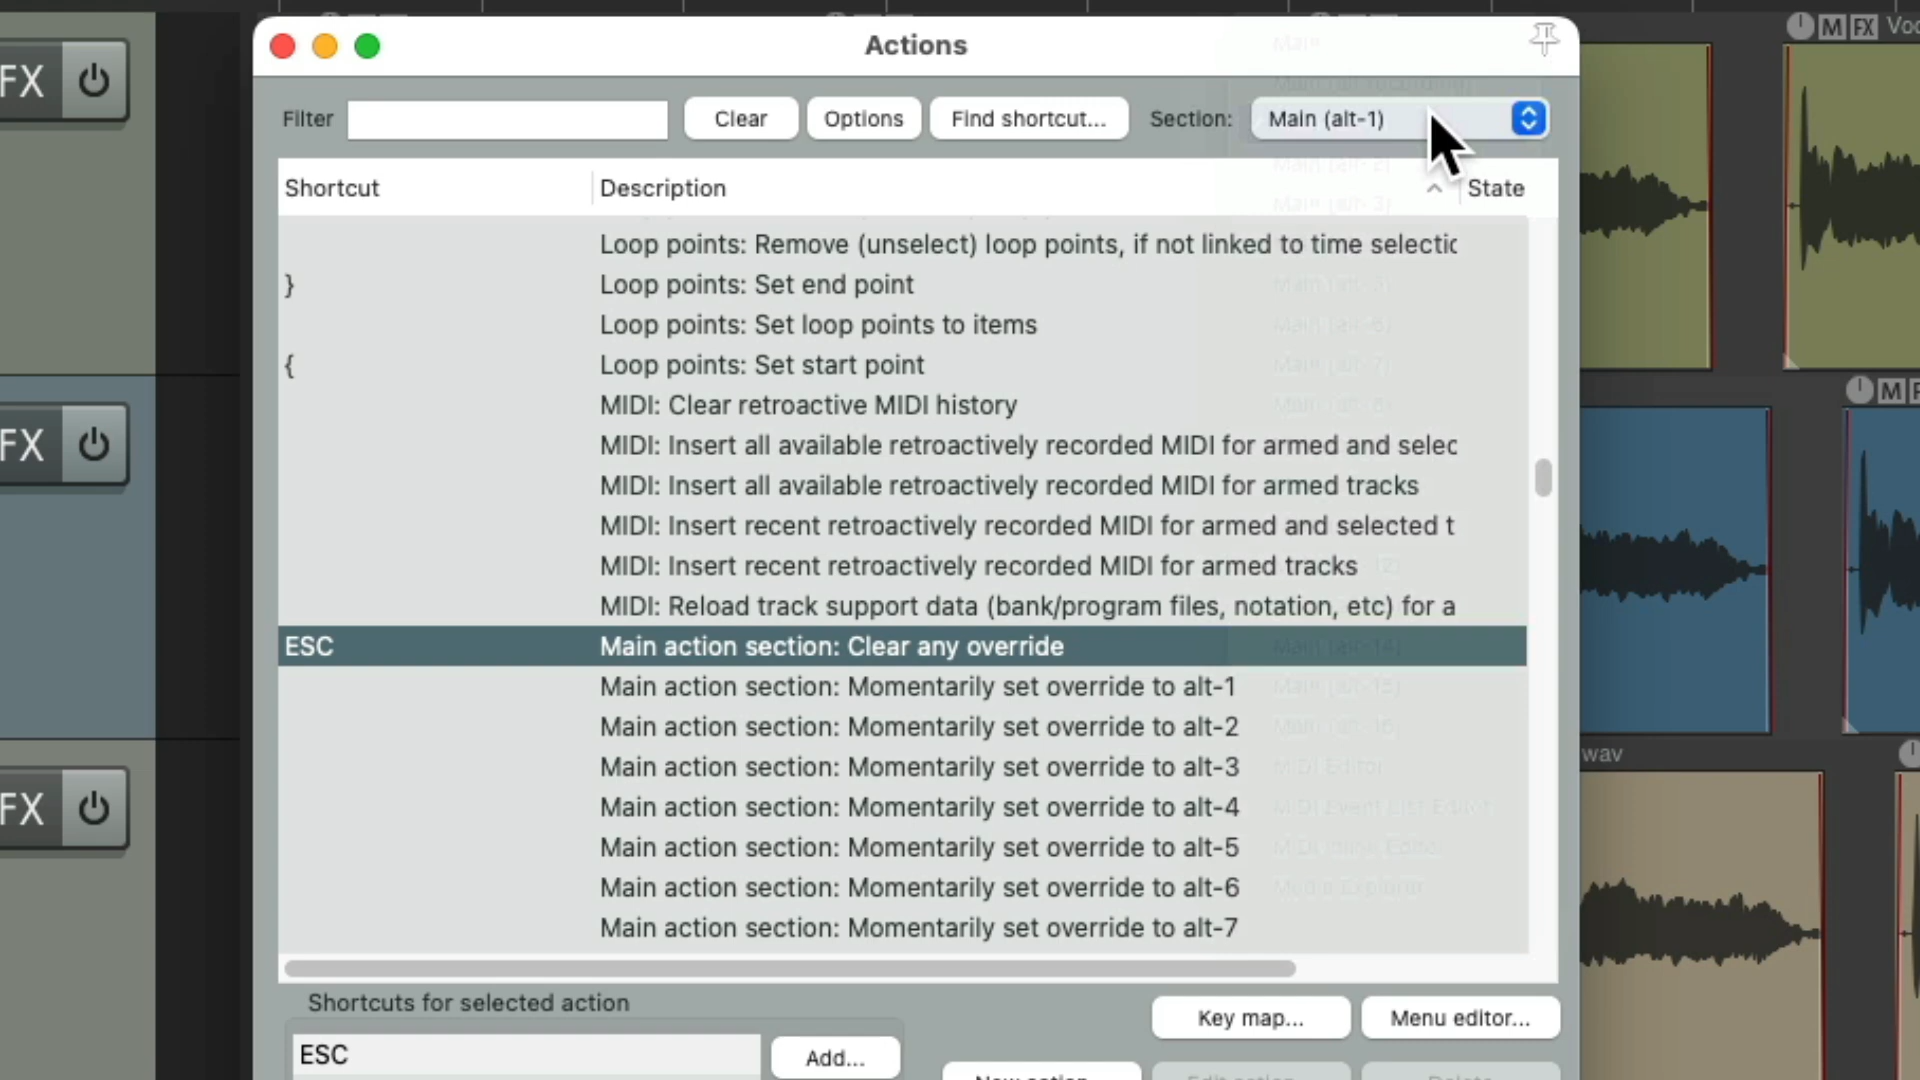 Actions
M FX Voc
FX
Filter
Clear
Options
Find shortcut...
Section:
Main (alt-1)
Shortcut
Description
State
Loop points: Remove (unselect) loop points, if not linked to time selectic
} Loop points: Set end point
Loop points: Set loop points to items
{ Loop points: Set start point
MIDI: Clear retroactive MIDI history
M
FX
MIDI: Insert all available retroactively recorded MIDI for armed and selec
MIDI: Insert all available retroactively recorded MIDI for armed tracks
MIDI: Insert recent retroactively recorded MIDI for armed and selected t
MIDI: Insert recent retroactively recorded MIDI for armed tracks
MIDI: Reload track support data (bank/program files, notation, etc) for a
ESC Main action section: Clear any override
Main action section: Momentarily set override to alt-1
Main action section: Momentarily set override to alt-2
wav
Main action section: Momentarily set override to alt-3
FX
Main action section: Momentarily set override to alt-4
Main action section: Momentarily set override to alt-5
Main action section: Momentarily set override to alt-6
Main action section: Momentarily set override to alt-7
Shortcuts for selected action
Key map...
Menu editor...
ESC
Add...